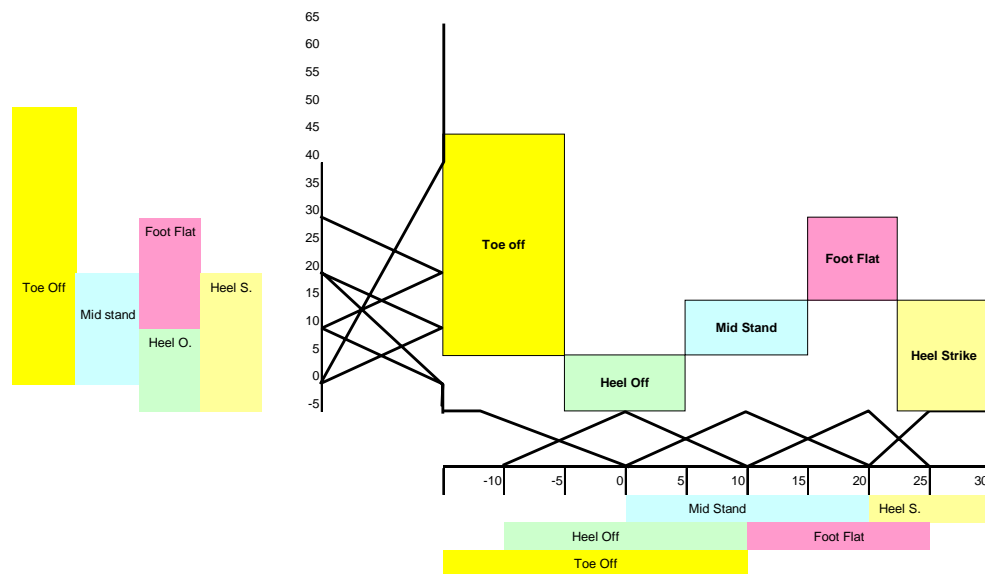 65
60
55
50
45
40
35
30
25
20
15
10
5
0
-5
Toe Off
Mid stand
Foot Flat
Heel O.
Heel S.
Toe off
Heel Off
Mid Stand
Foot Flat
Heel Strike
-10 -5 0 5 10 15 20 25 30
Mid Stand Heel S.
Heel Off Foot Flat
Toe Off